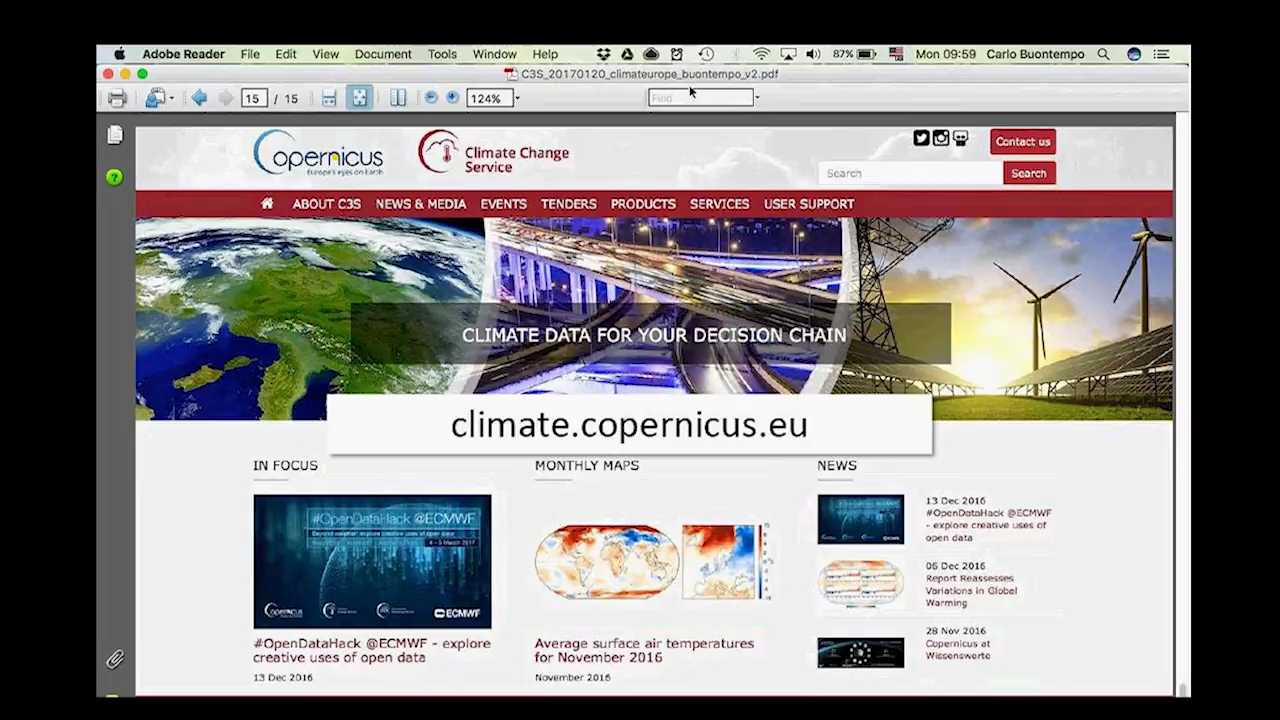 Adobe Reader File Edit View Document Tools Window Help 87% Mon 09:59 Carlo Buontempo
C3S_20170120_climateurope_buontempo_v2.pdf
15 / 15 124% Find
opernicus
Europe's eyes on Earth
Climate Change
Service
Contact us
Search Search
ABOUT C3S NEWS & MEDIA EVENTS TENDERS PRODUCTS SERVICES USER SUPPORT
CLIMATE DATA FOR YOUR DECISION CHAIN
climate.copernicus.eu
IN FOCUS
#OpenDataHack @ECMWF
4 - 5 March 2017
ECMWF
#OpenDataHack @ECMWF - explore
creative uses of open data
13 Dec 2016
MONTHLY MAPS
Average surface air temperatures
for November 2016
November 2016
NEWS
13 Dec 2016
#OpenDataHack @ECMWF
- explore creative uses of
open data
06 Dec 2016
Report Reassesses
Variations in Global
Warming
28 Nov 2016
Copernicus at
Wissenswerte